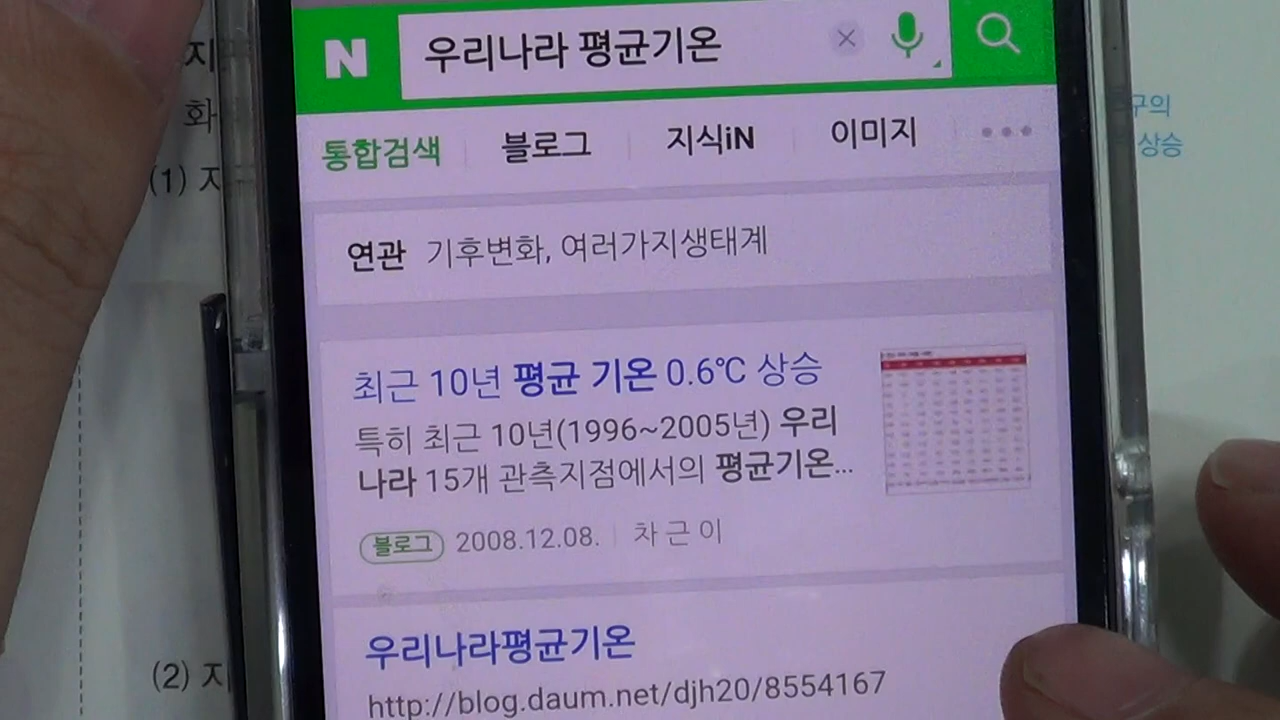 N 우리나라 평균기온
통합검색 블로그 지식iN 이미지
연관 기후변화, 여러가지생태계
최근 10년 평균 기온 0.6℃ 상승
특히 최근 10년(1996~2005년) 우리
나라 15개 관측지점에서의 평균기온...
블로그 2008.12.08. 차 근 이
우리나라평균기온
http://blog.daum.net/djh20/8554167
지
화
(1) 지
(2) 지
구의
상승